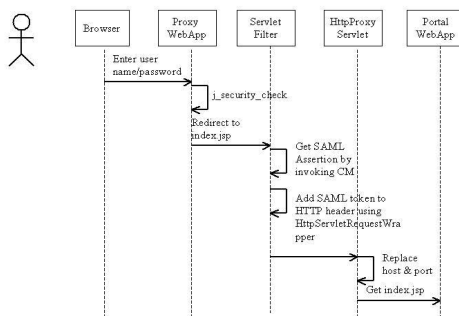 Browser
Proxy
WebApp
Servlet
Filter
HttpProxy
Servlet
Portal
WebApp
Enter user
name/password
j_security_check
Redirect to
index.jsp
Get SAML
Assertion by
invoking CM
Add SAML token to
HTTP header using
HttpServletRequestWra
pper
Replace
host & port
Get index.jsp